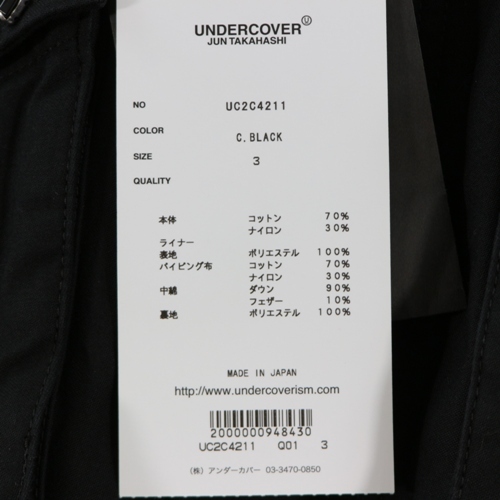 UNDERCOVER U
JUN TAKAHASHI
NO UC2C4211
COLOR C.BLACK
SIZE 3
QUALITY
本体 コットン 70%
ナイロン 30%
ライナー
表地 ポリエステル 100%
パイピング布 コットン 70%
ナイロン 30%
中綿 ダウン 90%
フェザー 10%
裏地 ポリエステル 100%
MADE IN JAPAN
http://www.undercoverism.com
2000000948430
UC2C4211 Q01 3
(株) アンダーカバー 03-3470-0850